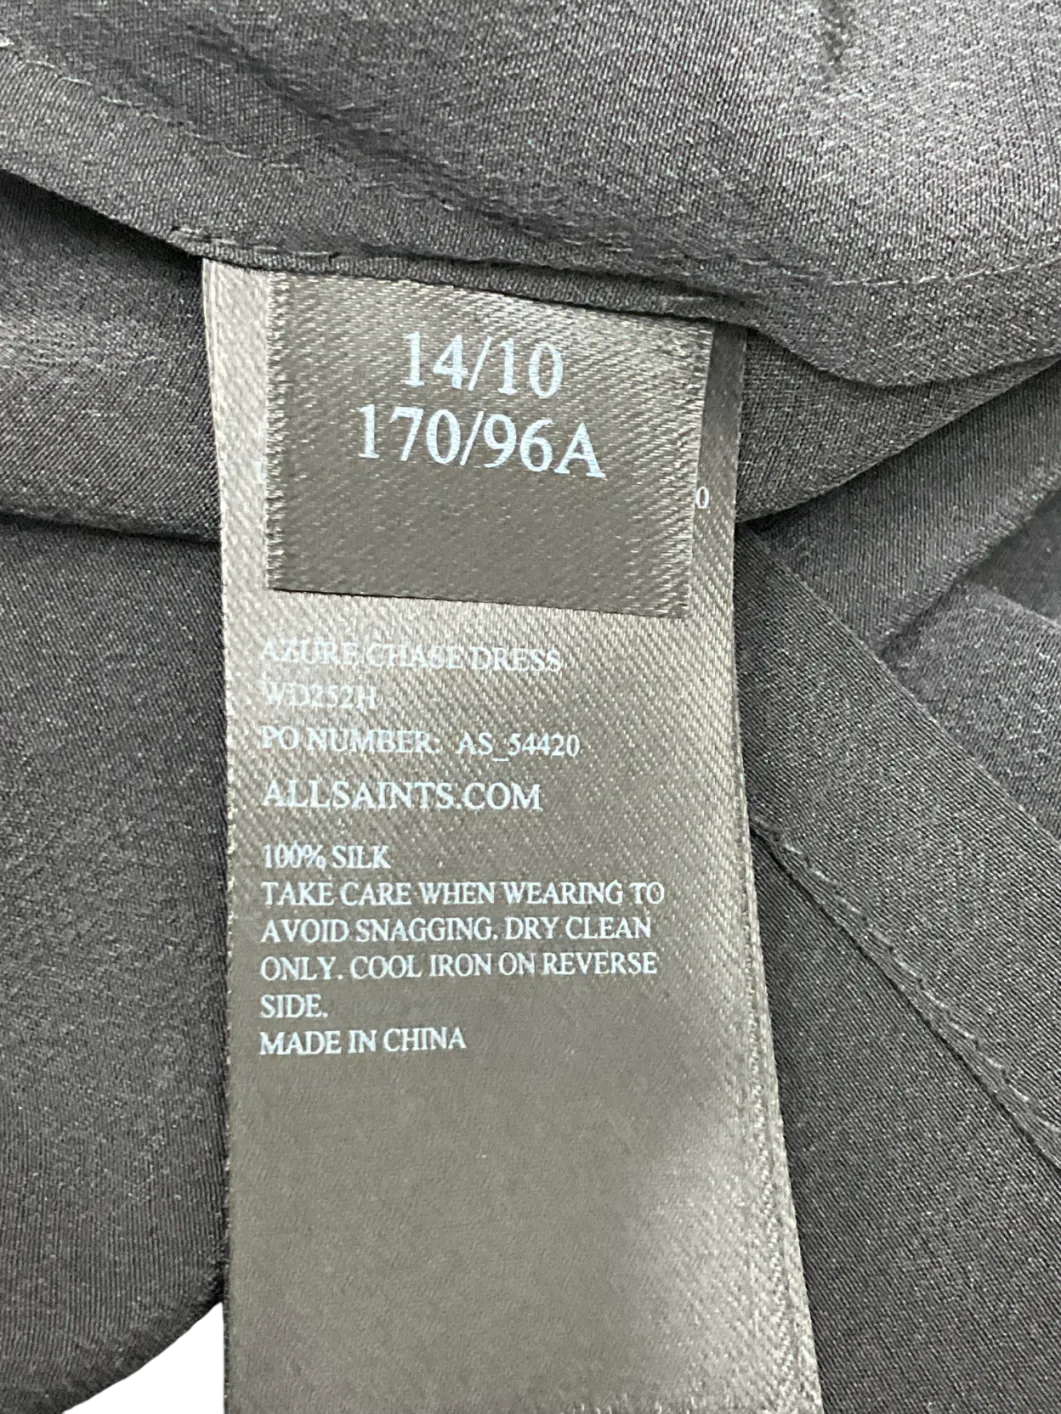 14/10
170/96A
0
AZURE CHASE DRESS
WD252H
PO NUMBER: AS_54420
ALLSAINTS.COM
100% SILK
TAKE CARE WHEN WEARING TO
AVOID SNAGGING. DRY CLEAN
ONLY. COOL IRON ON REVERSE
SIDE.
MADE IN CHINA